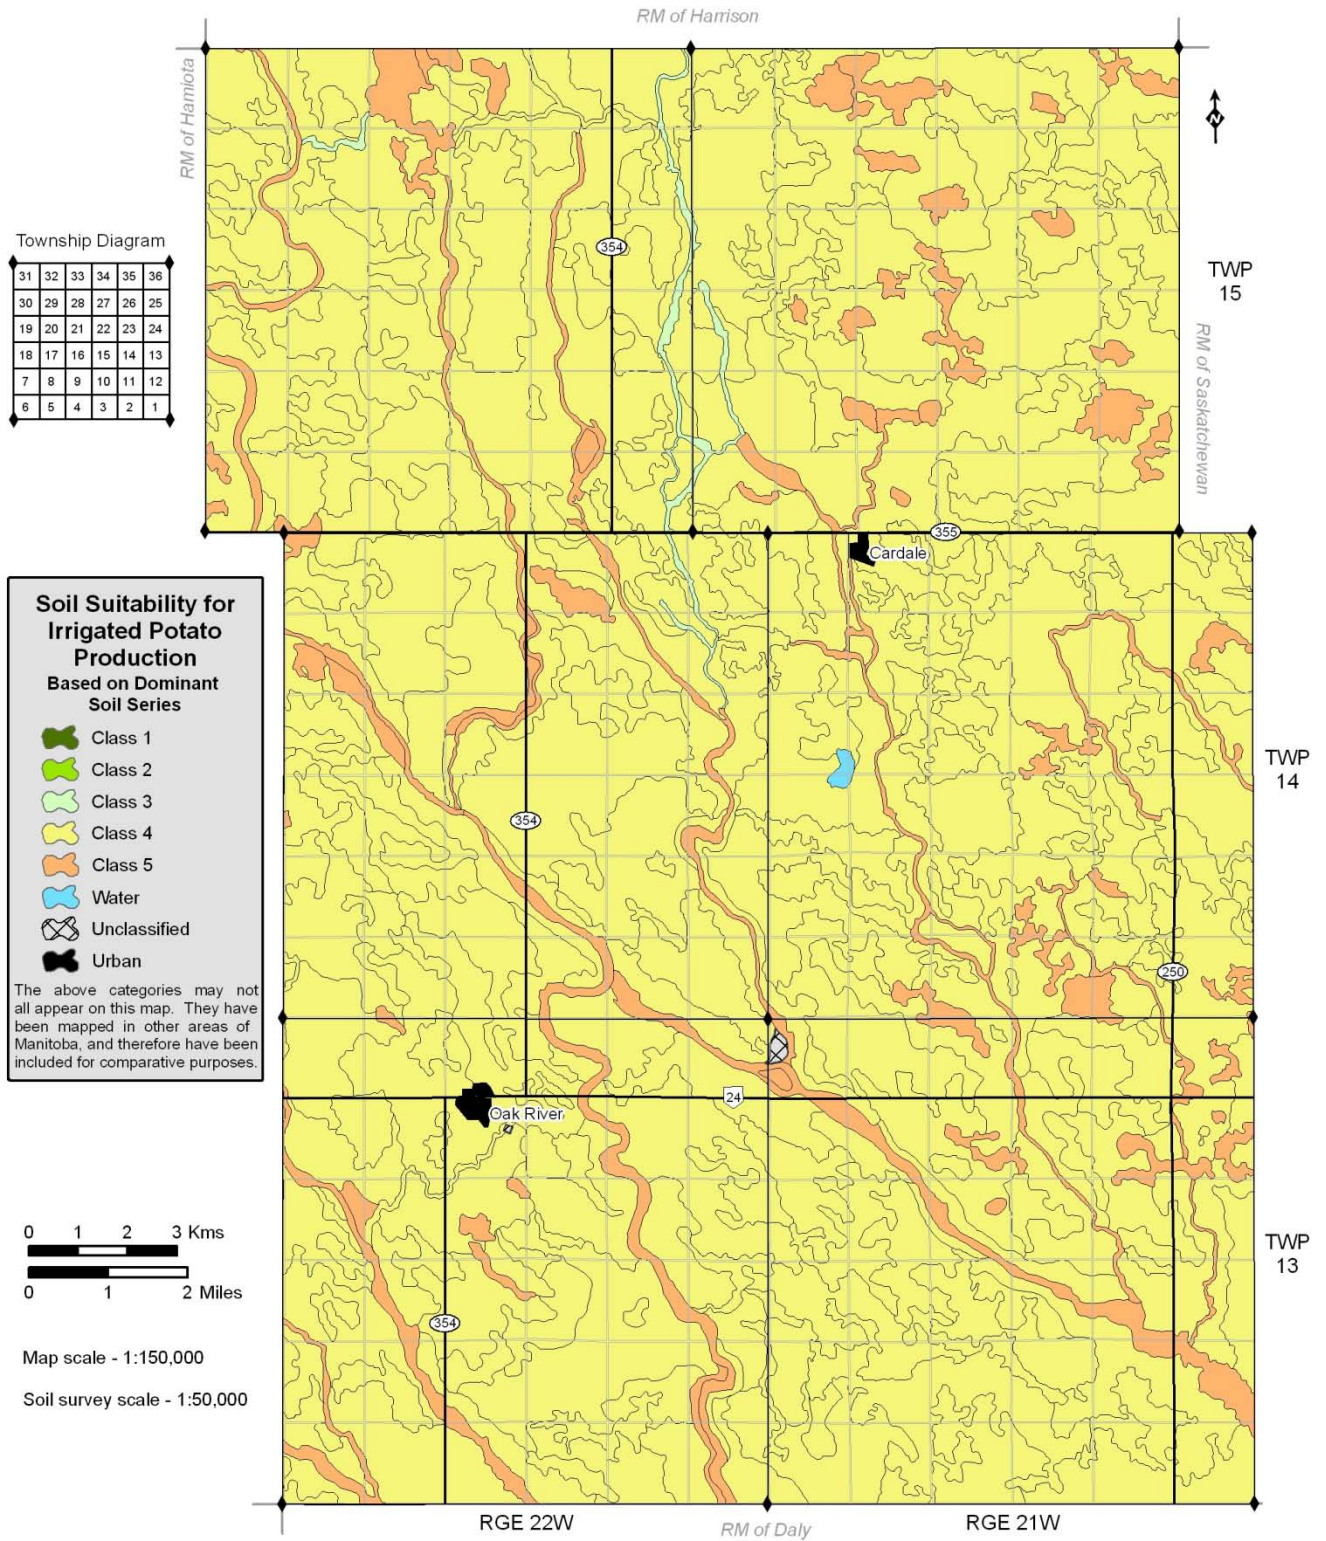 RM of Harrison
RM of Hamiota
N
Township Diagram
31 32 33 34 35 36
30 29 28 27 26 25
19 20 21 22 23 24
18 17 16 15 14 13
7 8 9 10 11 12
6 5 4 3 2 1
354
TWP
15
RM of Saskatchewan
355
Cardale
Soil Suitability for
Irrigated Potato
Production
Based on Dominant
Soil Series
Class 1
Class 2
Class 3
Class 4
Class 5
Water
Unclassified
Urban
The above categories may not
all appear on this map. They have
been mapped in other areas of
Manitoba, and therefore have been
included for comparative purposes.
TWP
14
354
250
24
Oak River
0 1 2 3 Kms
0 1 2 Miles
TWP
13
354
Map scale - 1:150,000
Soil survey scale - 1:50,000
RGE 22W
RM of Daly
RGE 21W